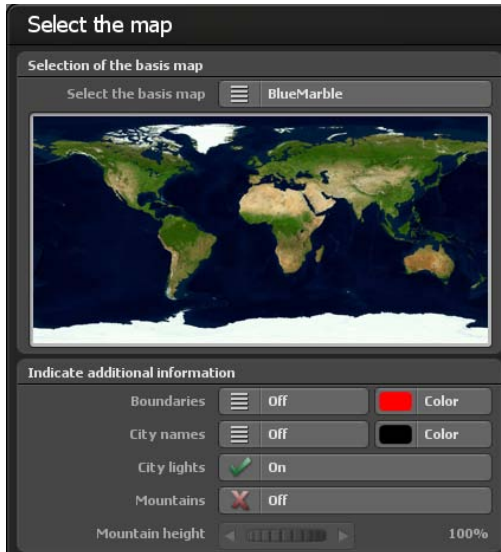 Select the map
Selection of the basis map
Select the basis map BlueMarble
Indicate additional information
Boundaries Off Color
City names Off Color
City lights On
Mountains Off
Mountain height 100%